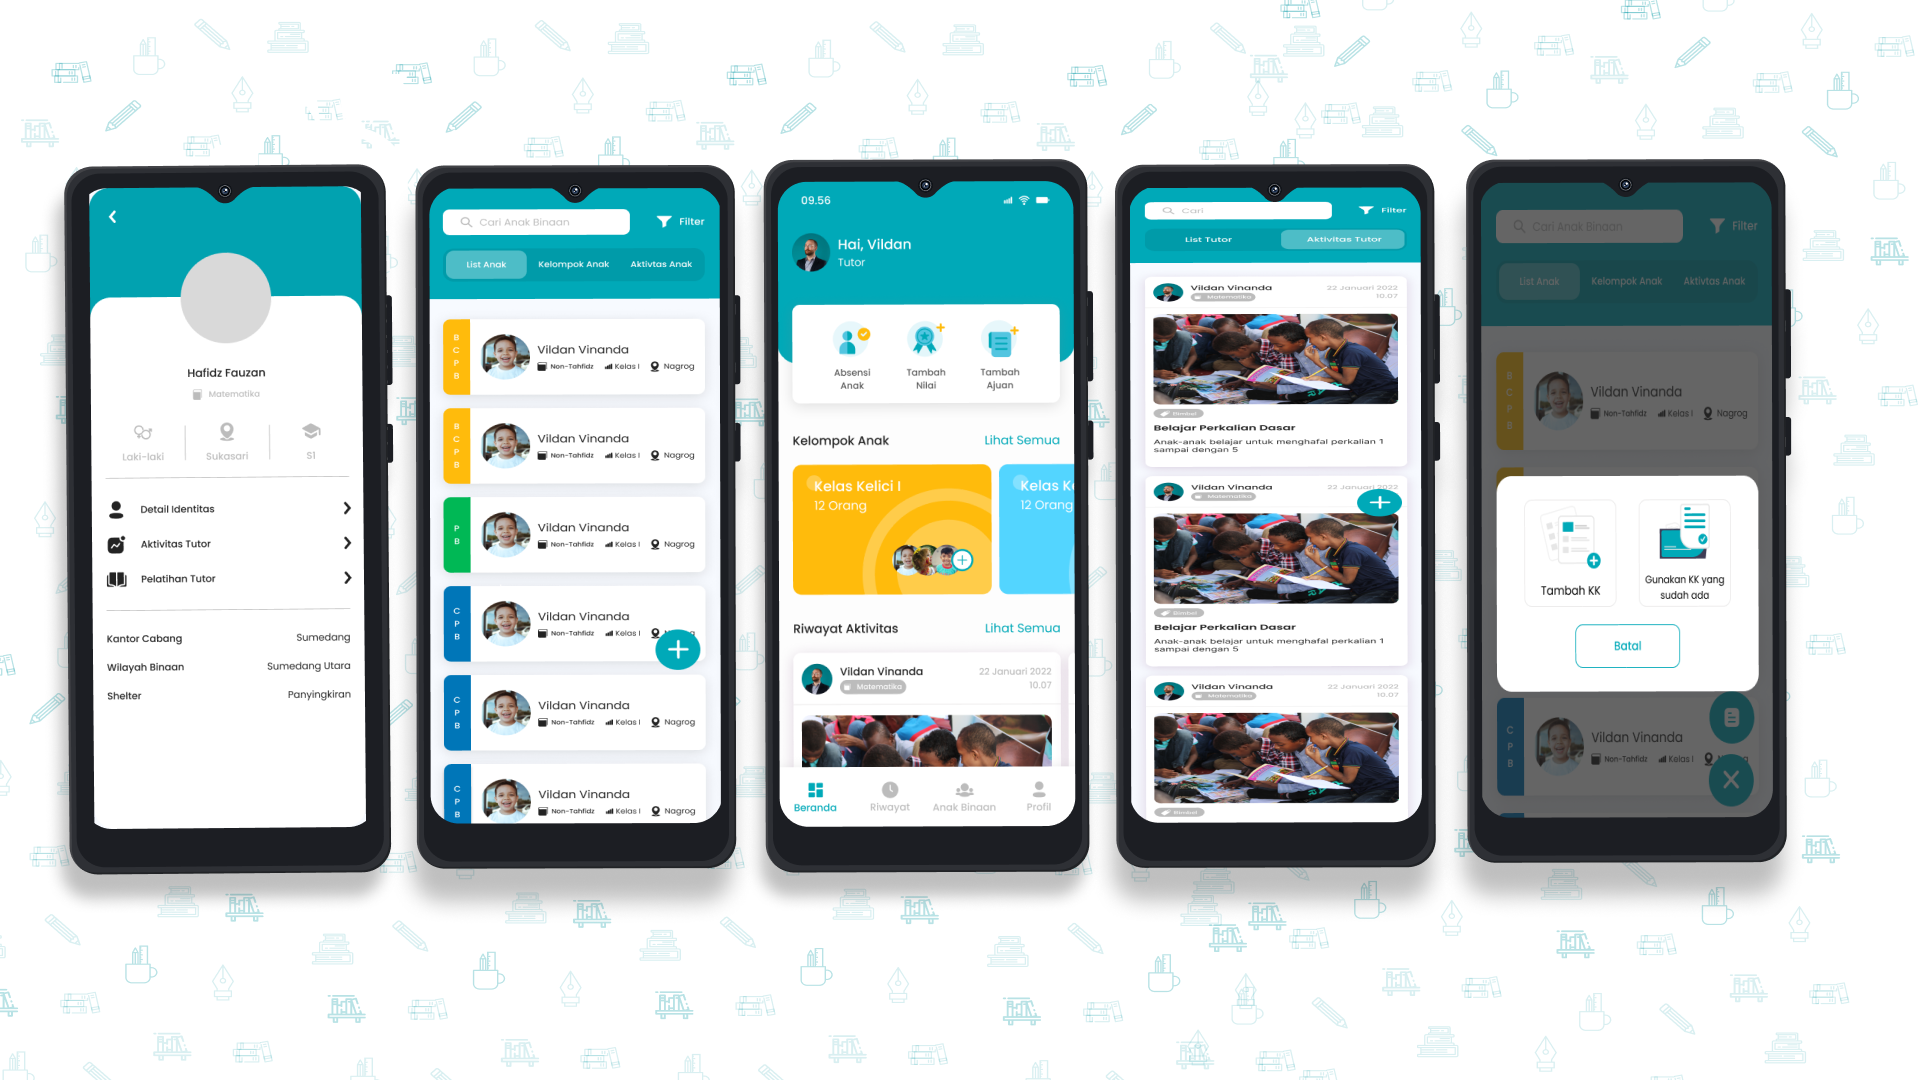 Hafidz Fauzan
Matematika
Laki-laki
Sukasari
S1
Detail Identitas
Aktivitas Tutor
Pelatihan Tutor
Kantor Cabang
Sumedang
Wilayah Binaan
Sumedang Utara
Shelter
Panyingkiran
Cari Anak Binaan
Filter
List Anak
Kelompok Anak
Aktivtas Anak
BCPB
Vildan Vinanda
Non-Tahfidz
Kelas I
Nagrog
BCPB
Vildan Vinanda
Non-Tahfidz
Kelas I
Nagrog
PB
Vildan Vinanda
Non-Tahfidz
Kelas I
Nagrog
CPB
Vildan Vinanda
Non-Tahfidz
Kelas I
CPB
Vildan Vinanda
Non-Tahfidz
Kelas I
Nagrog
CPB
Vildan Vinanda
Non-Tahfidz
Kelas I
Nagrog
09.56
Hai, Vildan
Tutor
Absensi
Anak
Tambah
Nilai
Tambah
Ajuan
Kelompok Anak
Lihat Semua
Kelas Kelici I
12 Orang
Kelas K
12 Orang
Riwayat Aktivitas
Lihat Semua
Vildan Vinanda
22 Januari 2022
Matematika
10.07
Beranda
Riwayat
Anak Binaan
Profil
Cari
Filter
List Tutor
Aktivitas Tutor
Vildan Vinanda
22 Januari 2022
Matematika
10.07
Bimbel
Belajar Perkalian Dasar
Anak-anak belajar untuk menghafal perkalian 1
sampai dengan 5
Vildan Vinanda
22 Januari 2022
Matematika
Bimbel
Belajar Perkalian Dasar
Anak-anak belajar untuk menghafal perkalian 1
sampai dengan 5
Vildan Vinanda
22 Januari 2022
Matematika
10.07
Bimbel
Cari Anak Binaan
Filter
List Anak
Kelompok Anak
Aktivtas Anak
BCPB
Vildan Vinanda
Non-Tahfidz
Kelas I
Nagrog
Tambah KK
Gunakan KK yang
sudah ada
Batal
CPB
Vildan Vinanda
Non-Tahfidz
Kelas I